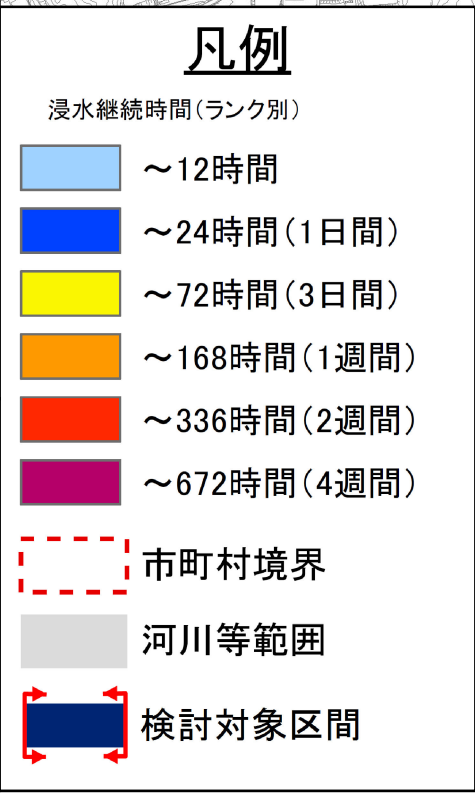 凡例
浸水継続時間(ランク別)
～12時間
～24時間(1日間)
～72時間(3日間)
～168時間(1週間)
～336時間(2週間)
～672時間(4週間)
市町村境界
河川等範囲
検討対象区間